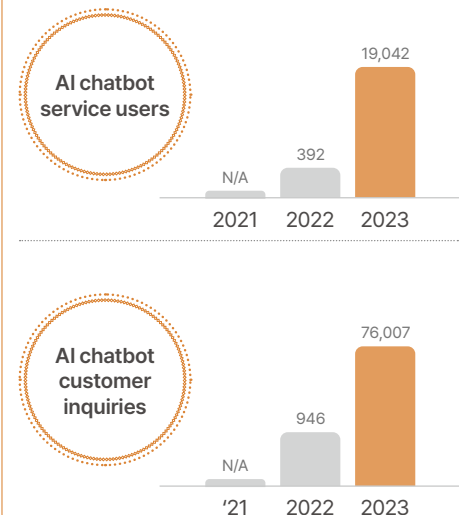 AI chatbot
service users
19,042
392
N/A
2021 2022 2023
AI chatbot
customer
inquiries
76,007
946
N/A
‘21 2022 2023